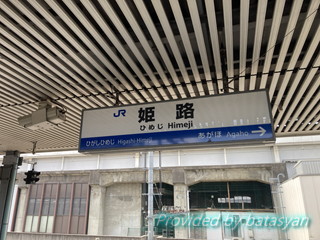 JR 姫路
ひめじ Himeji
ひがしひめじ Higashi-Himeji
あがほ Agaho →
Provided by batasyan